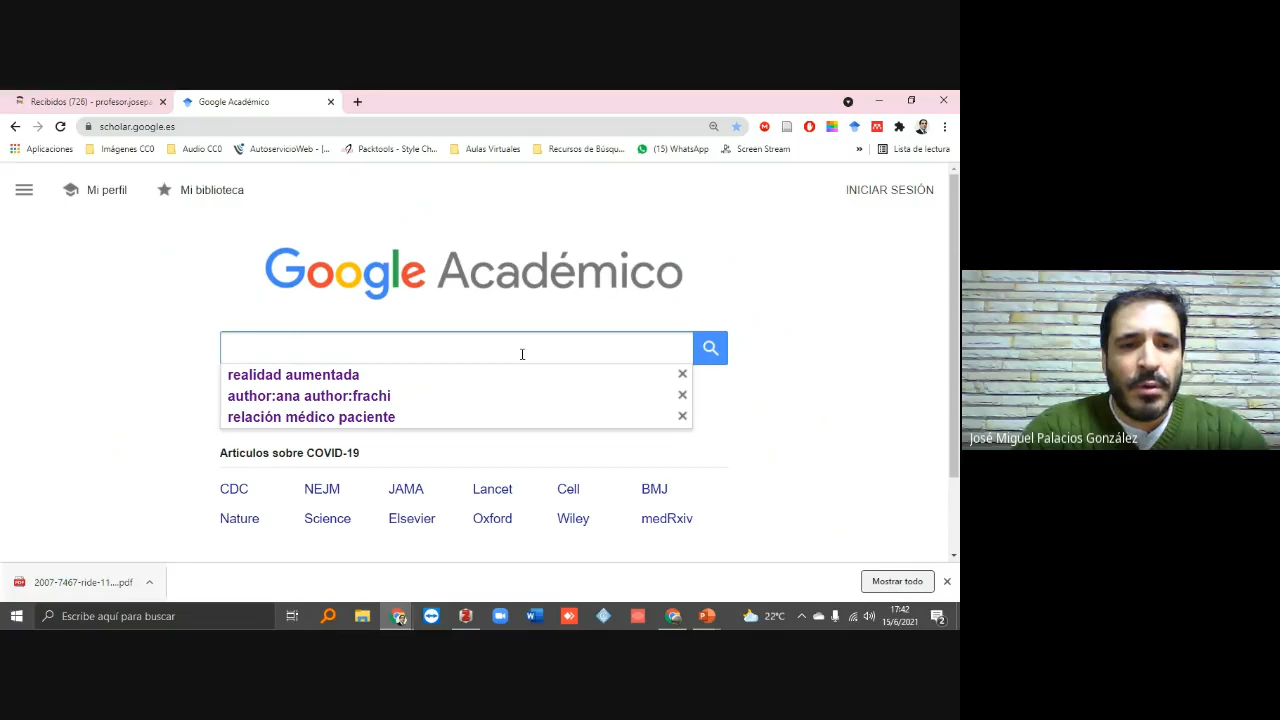 Recibidos (726) - profesor.josepa
Google Académico
scholar.google.es
Aplicaciones
Imágenes CC0
Audio CC0
AutoservicioWeb - (...
Packtools - Style Ch...
Aulas Virtuales
Recursos de Búsqu...
(15) WhatsApp
Screen Stream
»
Lista de lectura
Mi perfil
Mi biblioteca
INICIAR SESIÓN
Google Académico
realidad aumentada
author:ana author:frachi
relación médico paciente
Articulos sobre COVID-19
CDC NEJM JAMA Lancet Cell BMJ
Nature Science Elsevier Oxford Wiley medRxiv
José Miguel Palacios González
2007-7467-ride-11....pdf
Mostrar todo
Escribe aquí para buscar
22°C
17:42
15/6/2021
2